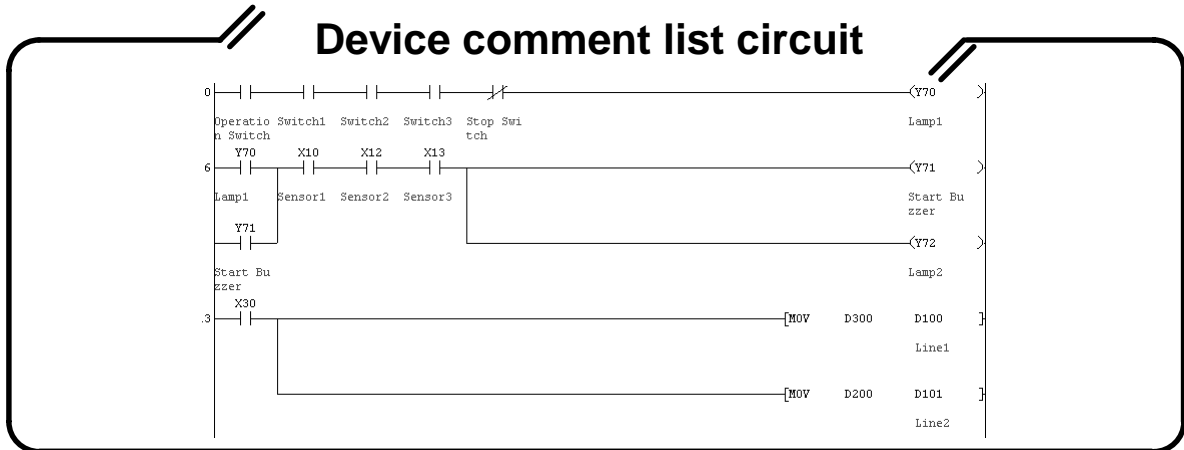 Device comment list circuit
0 (Y70 )
Operatio Switch1 Switch2 Switch3 Stop Swi Lamp1
n Switch tch
Y70 X10 X12 X13
6 (Y71 )
Lamp1 Sensor1 Sensor2 Sensor3 Start Bu
zzer
Y71
(Y72 )
Start Bu Lamp2
zzer
X30
.3 [MOV D300 D100 ]
Line1
[MOV D200 D101 ]
Line2